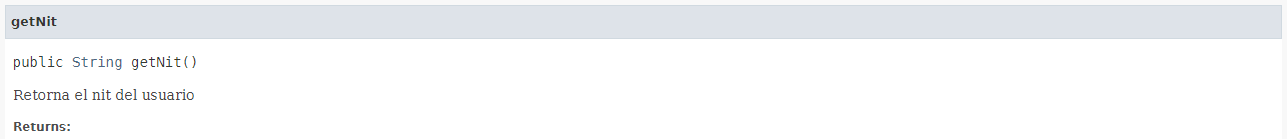 getNit
public String getNit()
Retorna el nit del usuario
Returns: